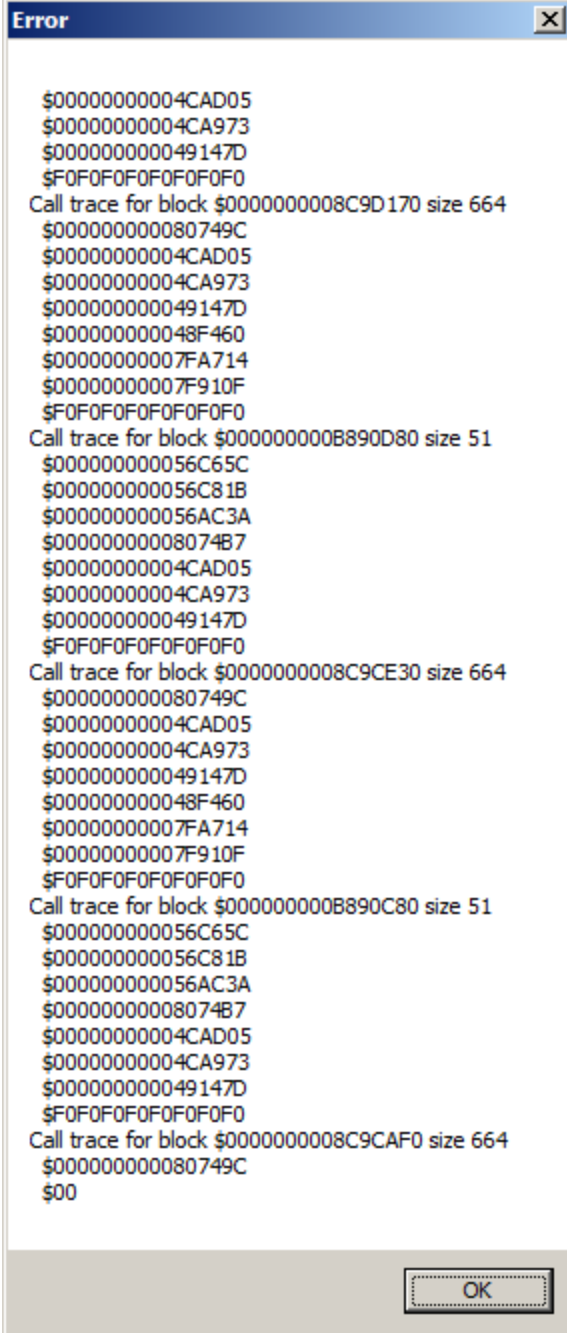 Error
$00000000004CAD05
$00000000004CA973
$000000000049147D
$F0F0F0F0F0F0F0F0
Call trace for block $0000000008C9D170 size 664
$000000000080749C
$00000000004CAD05
$00000000004CA973
$000000000049147D
$000000000048F460
$00000000007FA714
$00000000007F910F
$F0F0F0F0F0F0F0F0
Call trace for block $000000000B890D80 size 51
$000000000056C65C
$000000000056C81B
$000000000056AC3A
$00000000008074B7
$00000000004CAD05
$00000000004CA973
$000000000049147D
$F0F0F0F0F0F0F0F0
Call trace for block $0000000008C9CE30 size 664
$000000000080749C
$00000000004CAD05
$00000000004CA973
$000000000049147D
$000000000048F460
$00000000007FA714
$00000000007F910F
$F0F0F0F0F0F0F0F0
Call trace for block $000000000B890C80 size 51
$000000000056C65C
$000000000056C81B
$000000000056AC3A
$00000000008074B7
$00000000004CAD05
$00000000004CA973
$000000000049147D
$F0F0F0F0F0F0F0F0
Call trace for block $0000000008C9CAF0 size 664
$000000000080749C
$00
OK